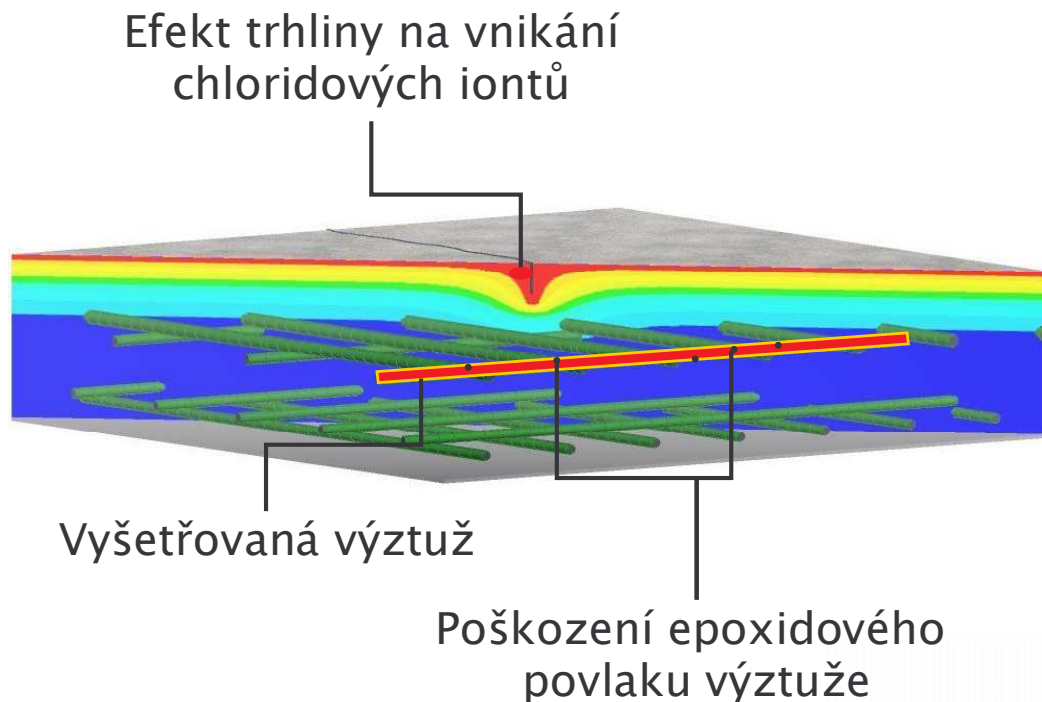 Efekt trhliny na vnikání
chloridových iontů
Vyšetřovaná výztuž
Poškození epoxidového
povlaku výztuže